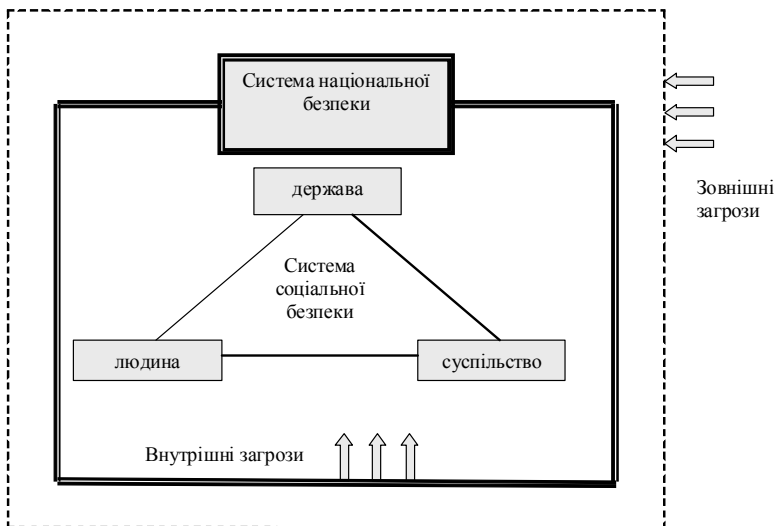 Система національної
безпеки
держава
Зовнішні
загрози
Система
соціальної
безпеки
людина
суспільство
Внутрішні загрози